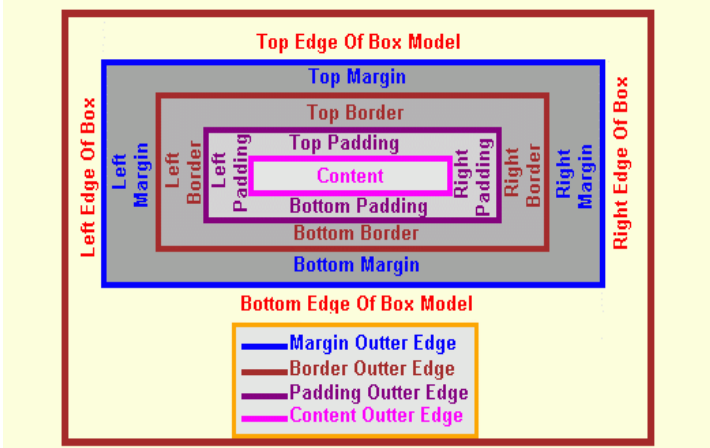 Top Edge Of Box Model
Top Margin
Top Border
Top Padding
Left Edge Of Box
Left Margin
Left Border
Left Padding
Content
Right Padding
Right Border
Right Margin
Right Edge Of Box
Bottom Padding
Bottom Border
Bottom Margin
Bottom Edge Of Box Model
Margin Outter Edge
Border Outter Edge
Padding Outter Edge
Content Outter Edge